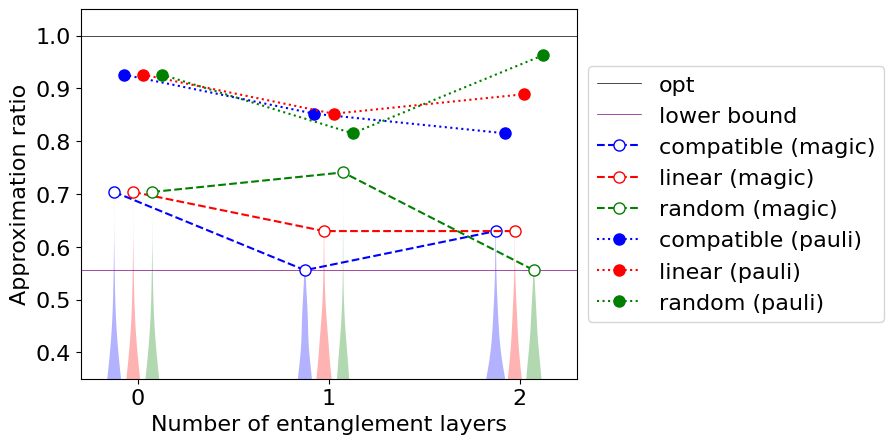 1.0
0.9
0.8
0.7
0.6
0.5
0.4
Approximation ratio
0 1 2
Number of entanglement layers
opt
lower bound
compatible (magic)
linear (magic)
random (magic)
compatible (pauli)
linear (pauli)
random (pauli)